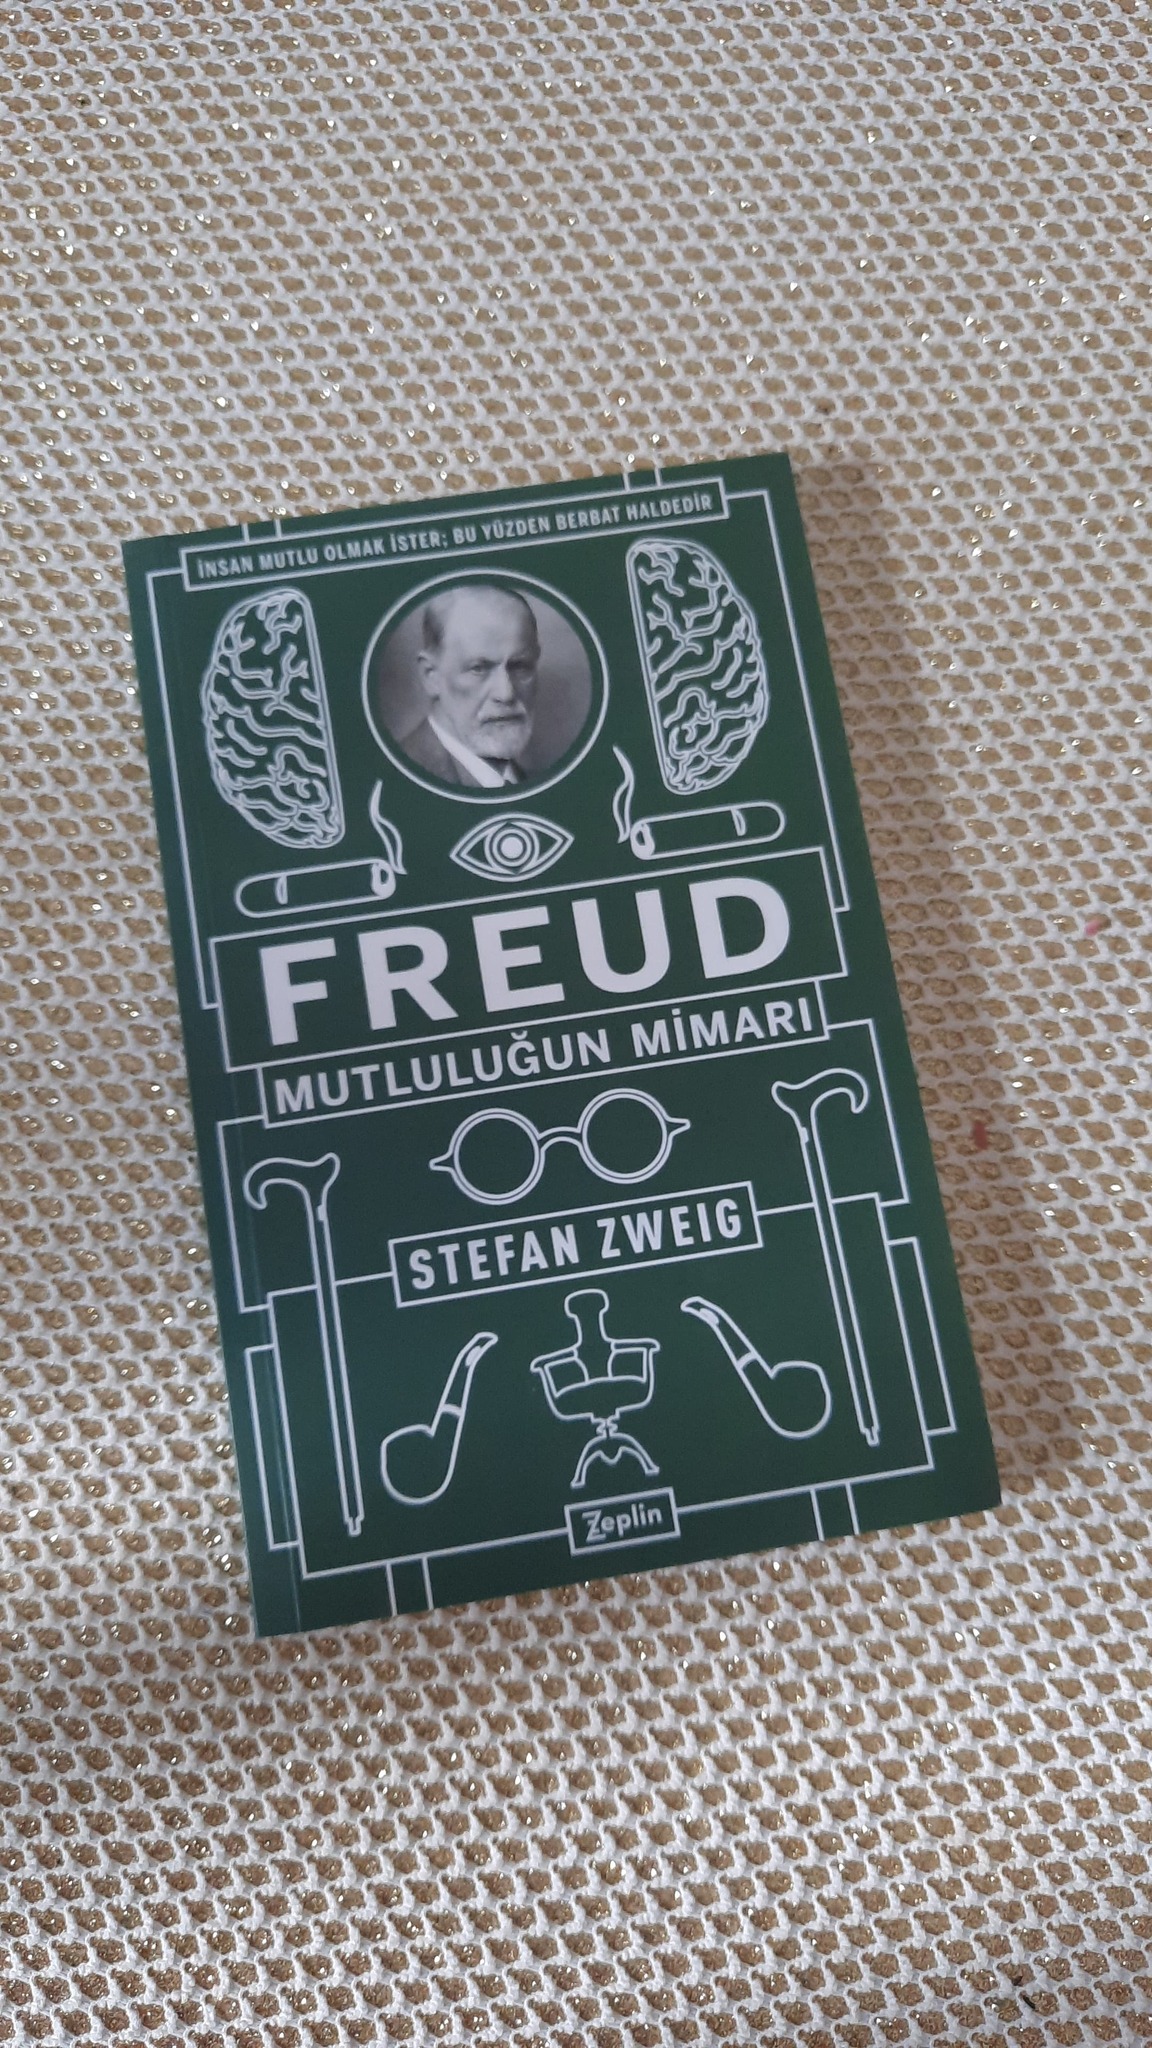 İNSAN MUTLU OLMAK İSTER; BU YÜZDEN BERBAT HALDEDİR
FREUD
MUTLULUĞUN MİMARI
STEFAN ZWEIG
Zeplin